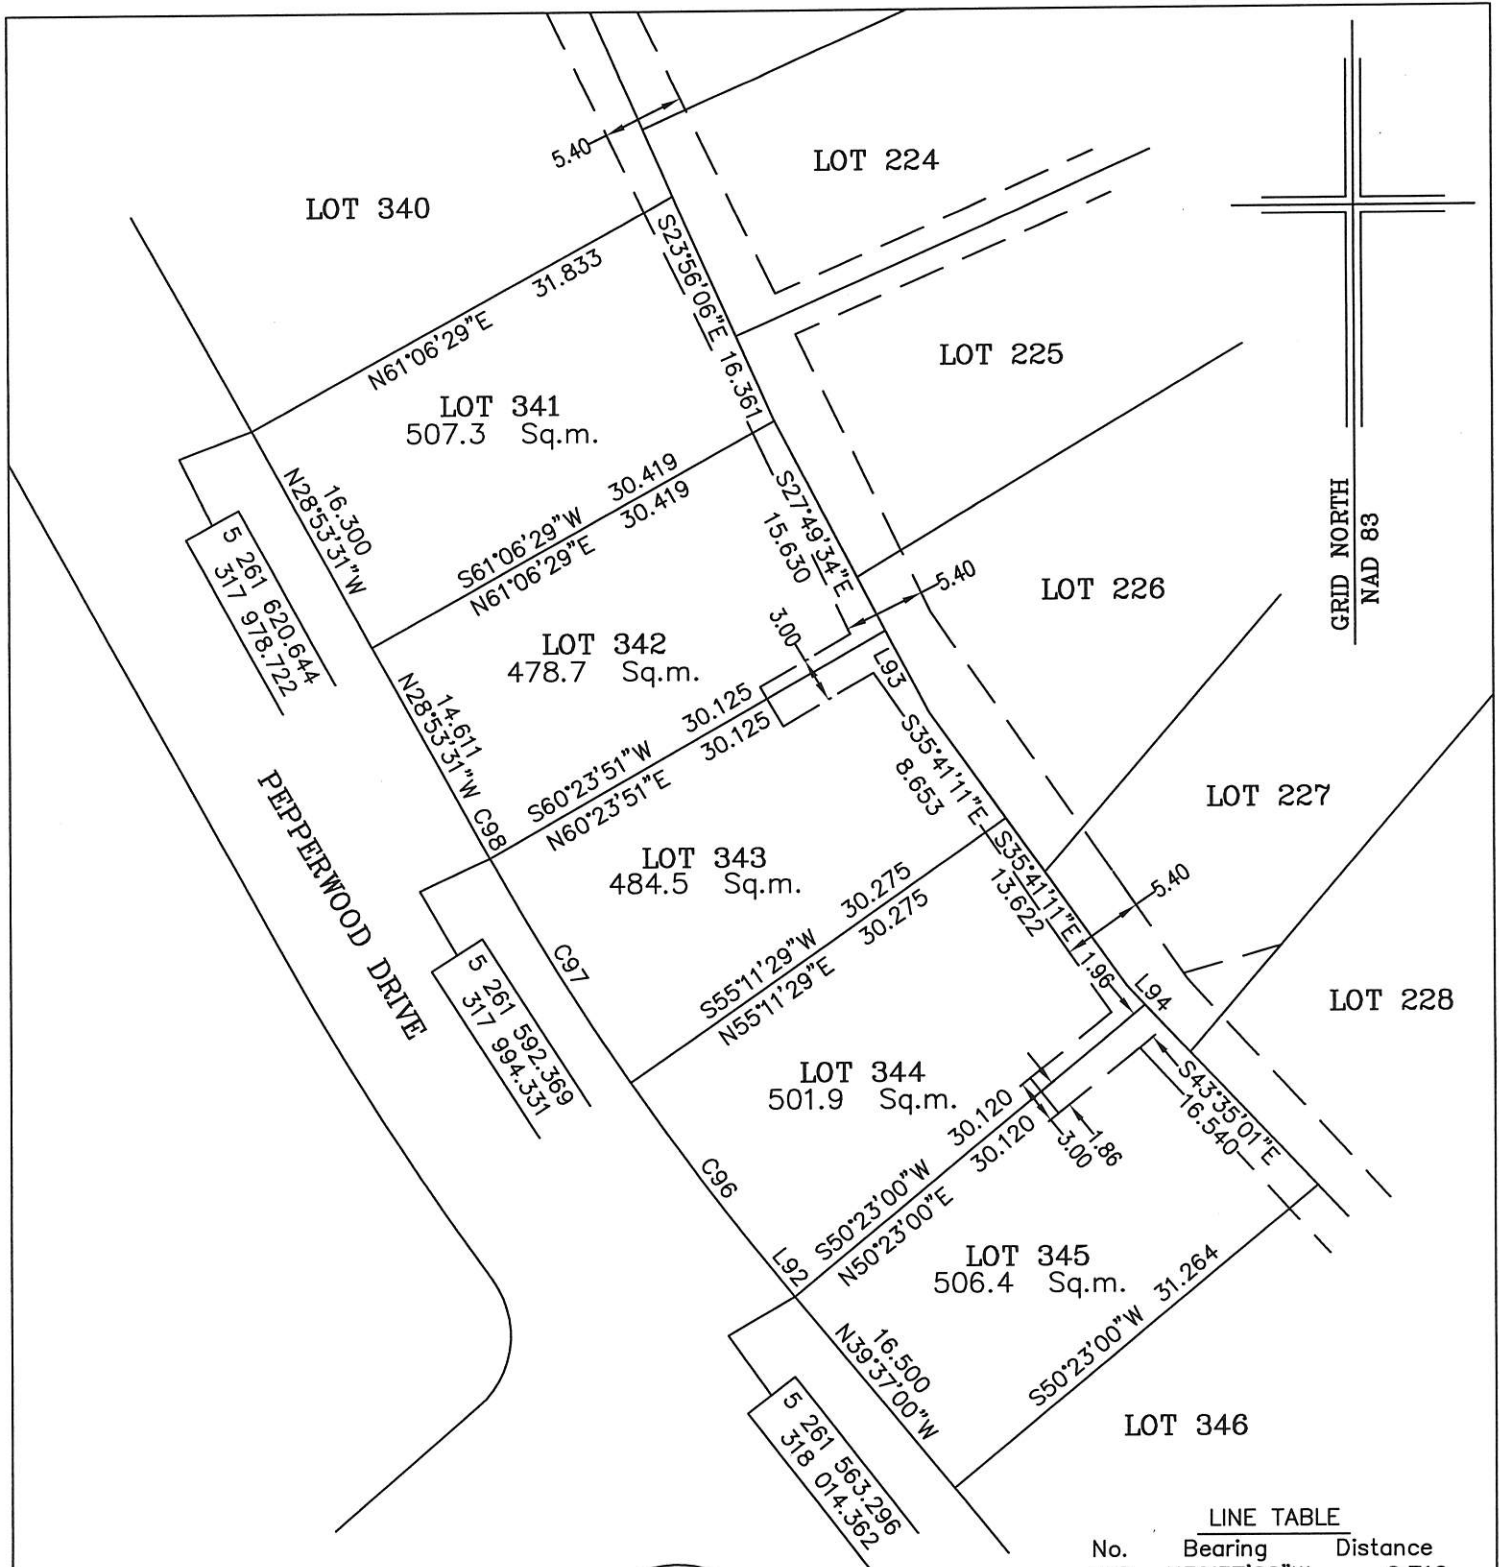 5.40
LOT 224
LOT 340
S23°56'06"E 16.361
31.833
N61°06'29"E
LOT 225
LOT 341
507.3 Sq.m.
16.300
N28°53'31"W
30.419
S61°06'29"W
30.419
N61°06'29"E
S27°49'34"E
15.630
GRID NORTH
NAD 83
5 261 620.644
317 978.722
5.40
LOT 226
3.00
LOT 342
478.7 Sq.m.
L93
14.611
N28°53'31"W
C98
30.125
S60°23'51"W
30.125
N60°23'51"E
S35°41'11"E
8.653
LOT 227
PEPPERWOOD DRIVE
LOT 343
484.5 Sq.m.
S35°41'11"E
13.622
5.40
30.275
S55°11'29"W
30.275
N55°11'29"E
C97
1.96
L94
LOT 228
5 261 592.369
317 994.331
LOT 344
501.9 Sq.m.
S43°35'01"E
16.540
30.120
S50°23'00"W
30.120
N50°23'00"E
1.86
3.00
C96
L92
LOT 345
506.4 Sq.m.
31.264
S50°23'00"W
16.500
N39°37'00"W
5 261 563.296
318 014.362
LOT 346
LINE TABLE
No. Bearing Distance